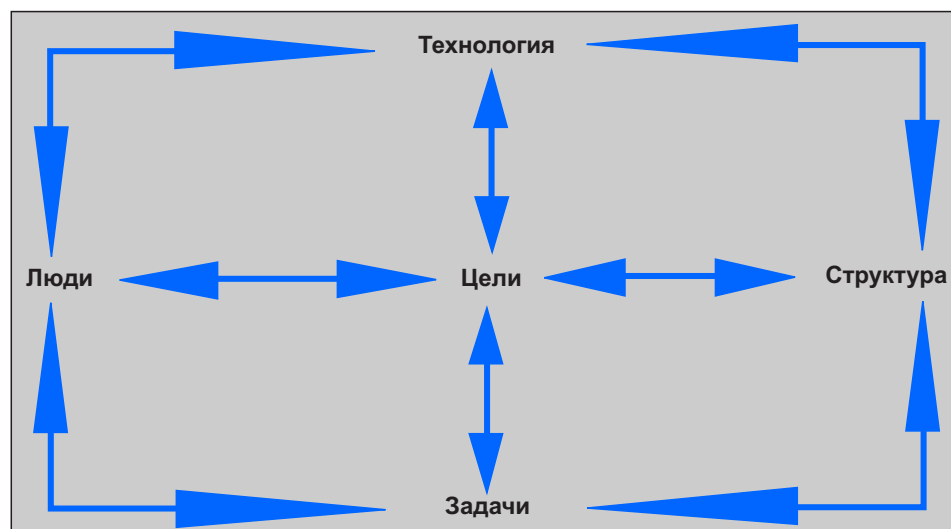 Технология
Люди
Цели
Структура
Задачи